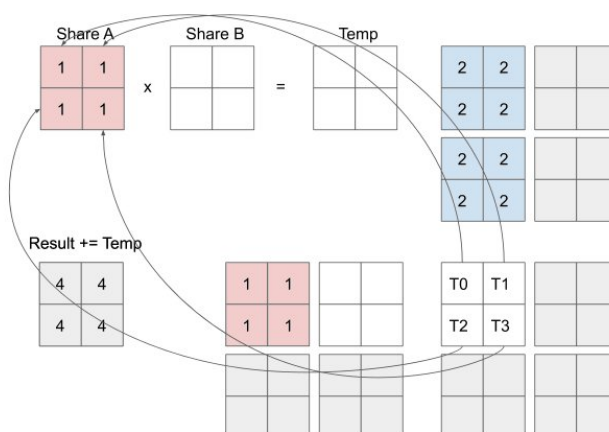 Share A Share B Temp
1 1 x = 2 2
1 1 2 2
2 2
2 2
Result += Temp
4 4 1 1 T0 T1
4 4 1 1 T2 T3